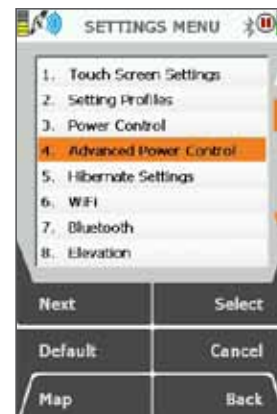 SETTINGS MENU
1. Touch Screen Settings
2. Setting Profiles
3. Power Control
4. Advanced Power Control
5. Hibernate Settings
6. WiFi
7. Bluetooth
8. Elevation
Next Select
Default Cancel
Map Back